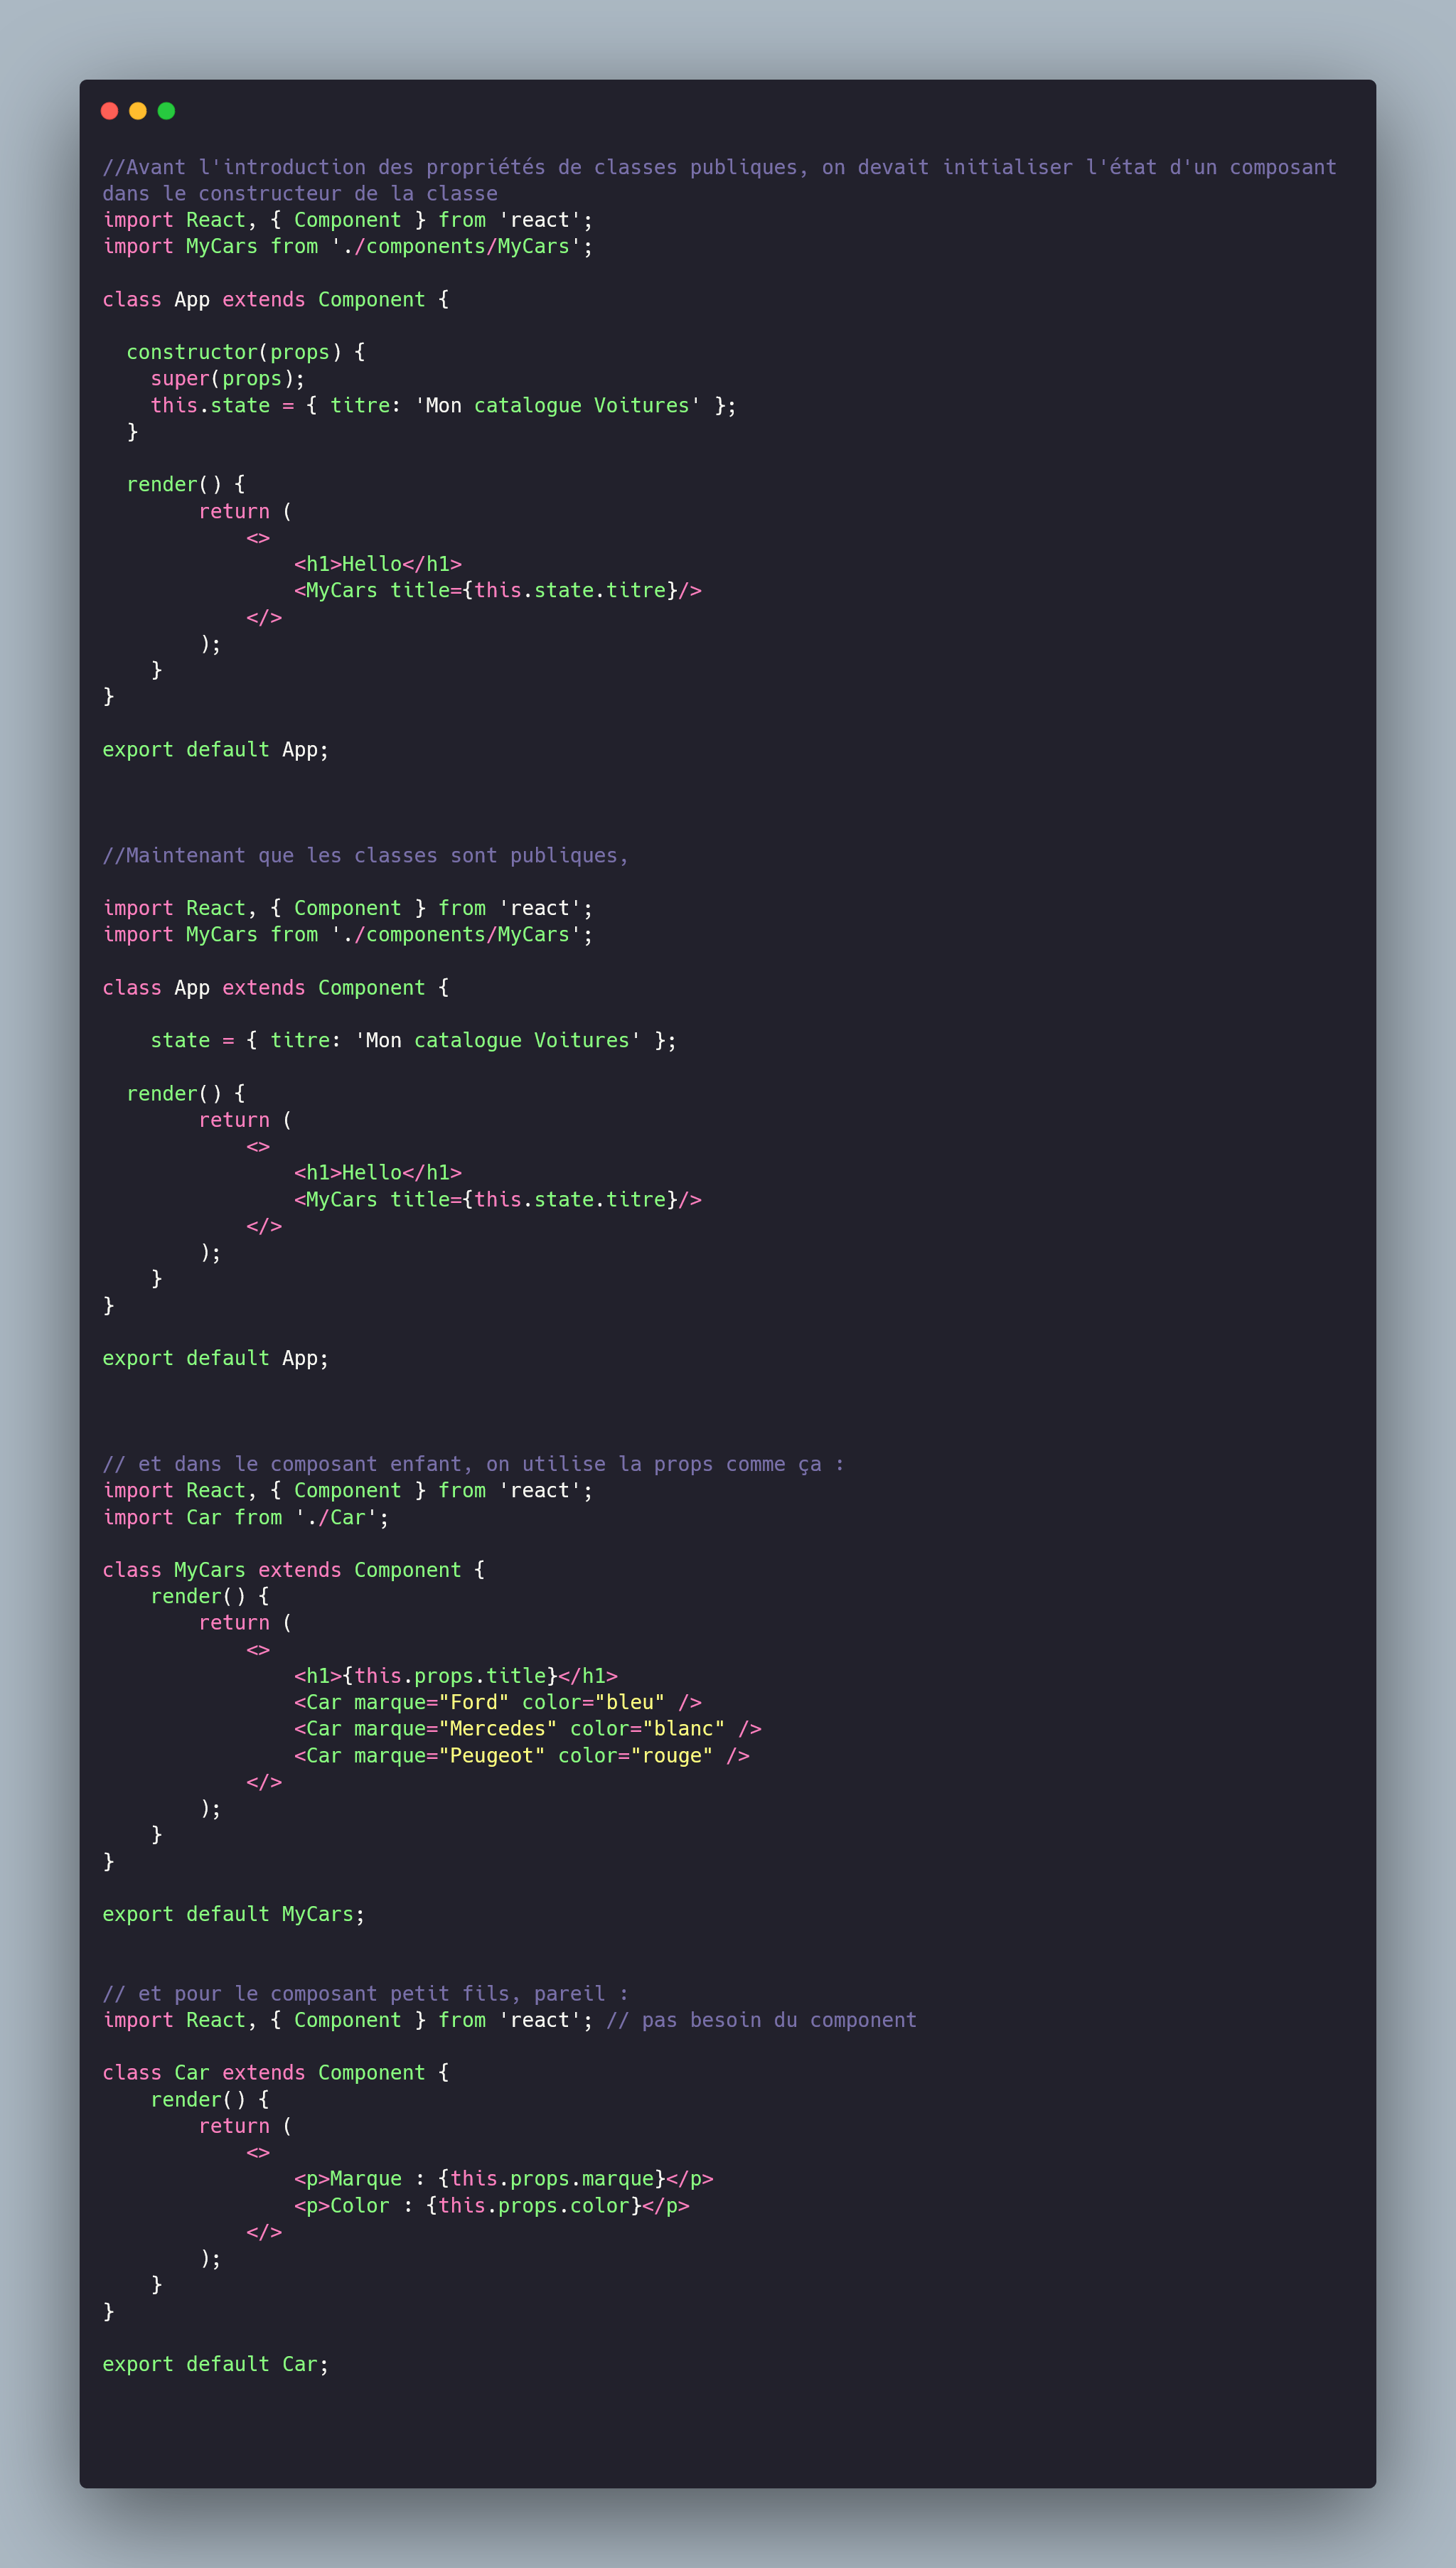 //Avant l'introduction des propriétés de classes publiques, on devait initialiser l'état d'un composant
dans le constructeur de la classe
import React, { Component } from 'react';
import MyCars from './components/MyCars';

class App extends Component {

  constructor(props) {
    super(props);
    this.state = { titre: 'Mon catalogue Voitures' };
  }

  render() {
        return (
            <>
                <h1>Hello</h1>
                <MyCars title={this.state.titre}/>
            </>
        );
    }
}

export default App;



//Maintenant que les classes sont publiques,

import React, { Component } from 'react';
import MyCars from './components/MyCars';

class App extends Component {

    state = { titre: 'Mon catalogue Voitures' };

  render() {
        return (
            <>
                <h1>Hello</h1>
                <MyCars title={this.state.titre}/>
            </>
        );
    }
}

export default App;



// et dans le composant enfant, on utilise la props comme ça :
import React, { Component } from 'react';
import Car from './Car';

class MyCars extends Component {
    render() {
        return (
            <>
                <h1>{this.props.title}</h1>
                <Car marque="Ford" color="bleu" />
                <Car marque="Mercedes" color="blanc" />
                <Car marque="Peugeot" color="rouge" />
            </>
        );
    }
}

export default MyCars;


// et pour le composant petit fils, pareil :
import React, { Component } from 'react'; // pas besoin du component

class Car extends Component {
    render() {
        return (
            <>
                <p>Marque : {this.props.marque}</p>
                <p>Color : {this.props.color}</p>
            </>
        );
    }
}

export default Car;